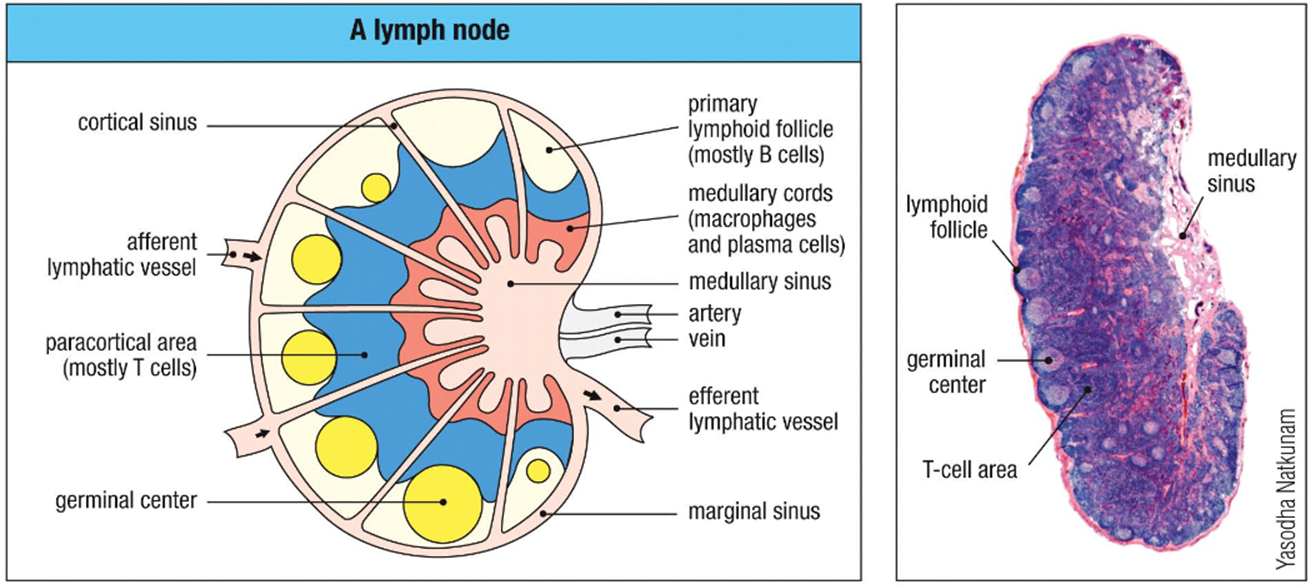 A lymph node
cortical sinus
afferent
lymphatic vessel
paracortical area
(mostly T cells)
germinal center
primary
lymphoid follicle
(mostly B cells)
medullary cords
(macrophages
and plasma cells)
medullary sinus
artery
vein
efferent
lymphatic vessel
marginal sinus
lymphoid
follicle
germinal
center
T-cell area
medullary
sinus
Yasodha Natkunam